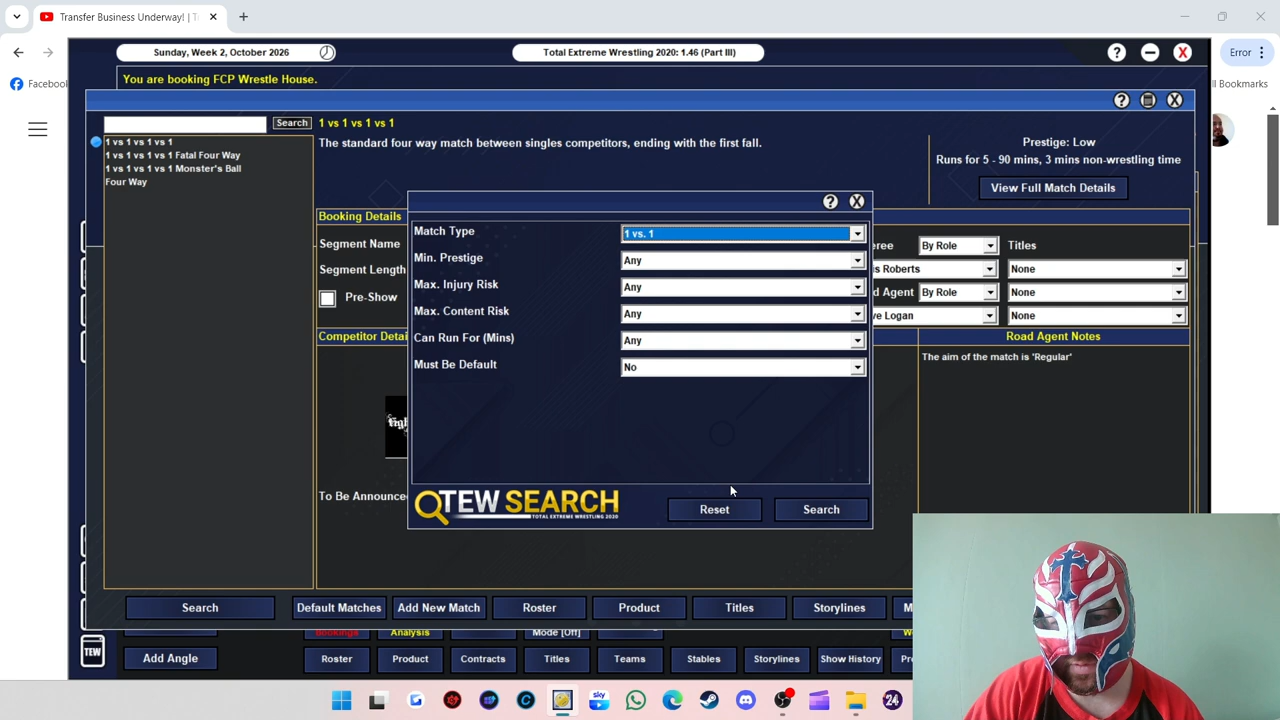 Transfer Business Underway! | T
Sunday, Week 2, October 2026
Total Extreme Wrestling 2020: 1.46 (Part III)
Error
Facebook
You are booking FCP Wrestle House.
ll Bookmarks
Search
1 vs 1 vs 1 vs 1
1 vs 1 vs 1 vs 1
1 vs 1 vs 1 vs 1 Fatal Four Way
1 vs 1 vs 1 vs 1 Monster's Ball
Four Way
The standard four way match between singles competitors, ending with the first fall.
Prestige: Low
Runs for 5 - 90 mins, 3 mins non-wrestling time
View Full Match Details
Booking Details
Segment Name
Segment Length
Pre-Show
Competitor Detai
To Be Announce
Match Type
1 vs. 1
Min. Prestige
Any
Max. Injury Risk
Any
Max. Content Risk
Any
Can Run For (Mins)
Any
Must Be Default
No
TEW SEARCH
TOTAL EXTREME WRESTLING 2020
Reset
Search
eree
By Role
Titles
is Roberts
None
d Agent
By Role
None
ve Logan
None
Road Agent Notes
The aim of the match is 'Regular'
Search
Default Matches
Add New Match
Roster
Product
Titles
Storylines
M
Bookings
Analysis
Mode [Off]
TEW
Add Angle
Roster
Product
Contracts
Titles
Teams
Stables
Storylines
Show History
Pr
sky
24